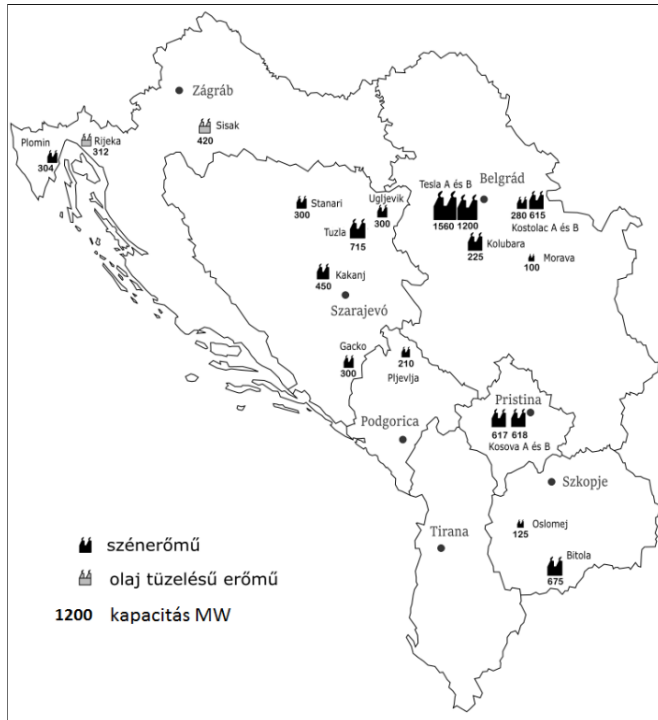 Zágráb
Plomin
304
Rijeka
312
Sisak
420
Stanari
300
Ugljevik
300
Tuzla
715
Kakanj
450
Szarajevó
Gacko
300
Tesla A és B
1560 1200
Belgrád
280 615
Kostolac A és B
Kolubara
225
Morava
100
210
Pljevlja
Podgorica
Pristina
617 618
Kosova A és B
Szkopje
Oslomej
125
Bitola
675
Tirana
szénerőmű
olaj tüzelésű erőmű
1200 kapacitás MW